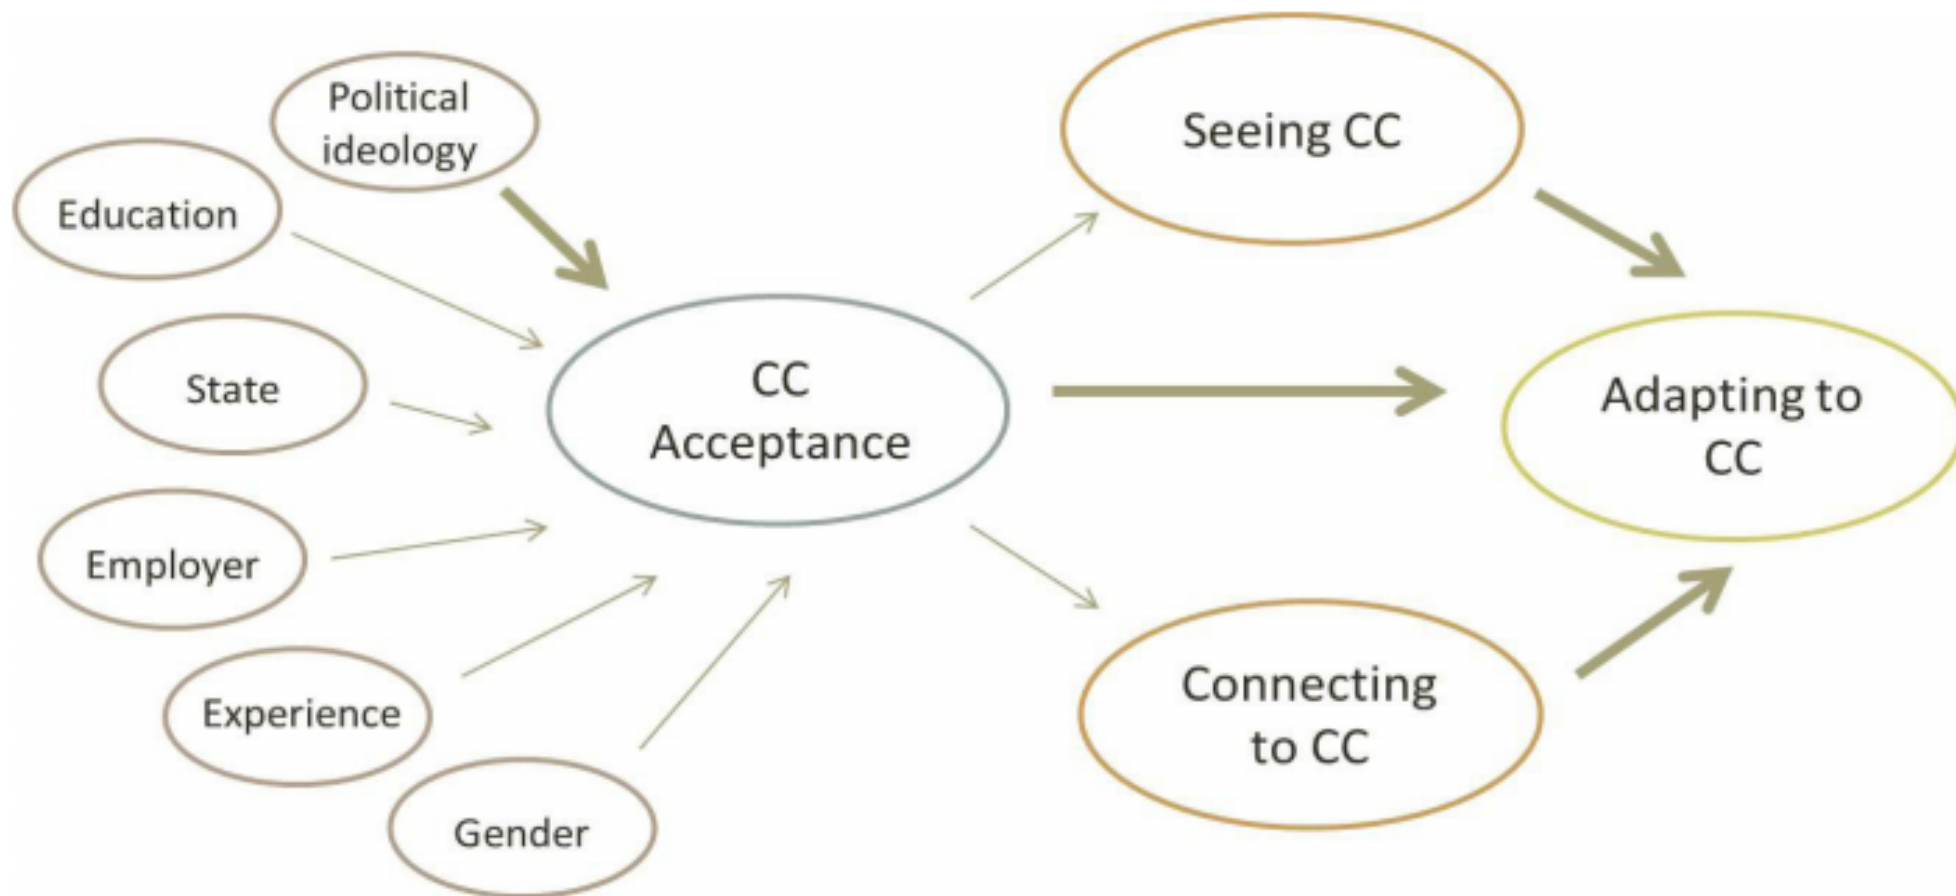 Political
ideology
Education
State
Employer
Experience
Gender
CC
Acceptance
Seeing CC
Connecting
to CC
Adapting to
CC